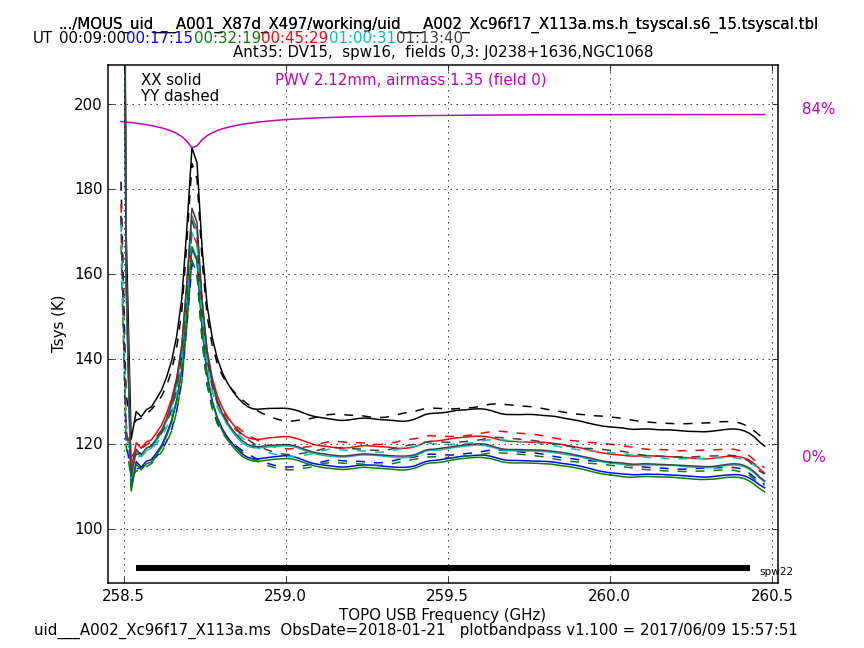 .../MOUS_uid___A001_X87d_X497/working/uid___A002_Xc96f17_X113a.ms.h_tsyscal.s6_15.tsyscal.tbl
UT 00:09:00 00:17:15 00:32:19 00:45:29 01:00:31 01:13:40
Ant35: DV15, spw16, fields 0,3: J0238+1636,NGC1068
XX solid
PWV 2.12mm, airmass 1.35 (field 0)
YY dashed
84%
0%
200
180
160
140
120
100
Tsys (K)
spw22
258.5 259.0 259.5 260.0 260.5
TOPO USB Frequency (GHz)
uid___A002_Xc96f17_X113a.ms ObsDate=2018-01-21 plotbandpass v1.100 = 2017/06/09 15:57:51